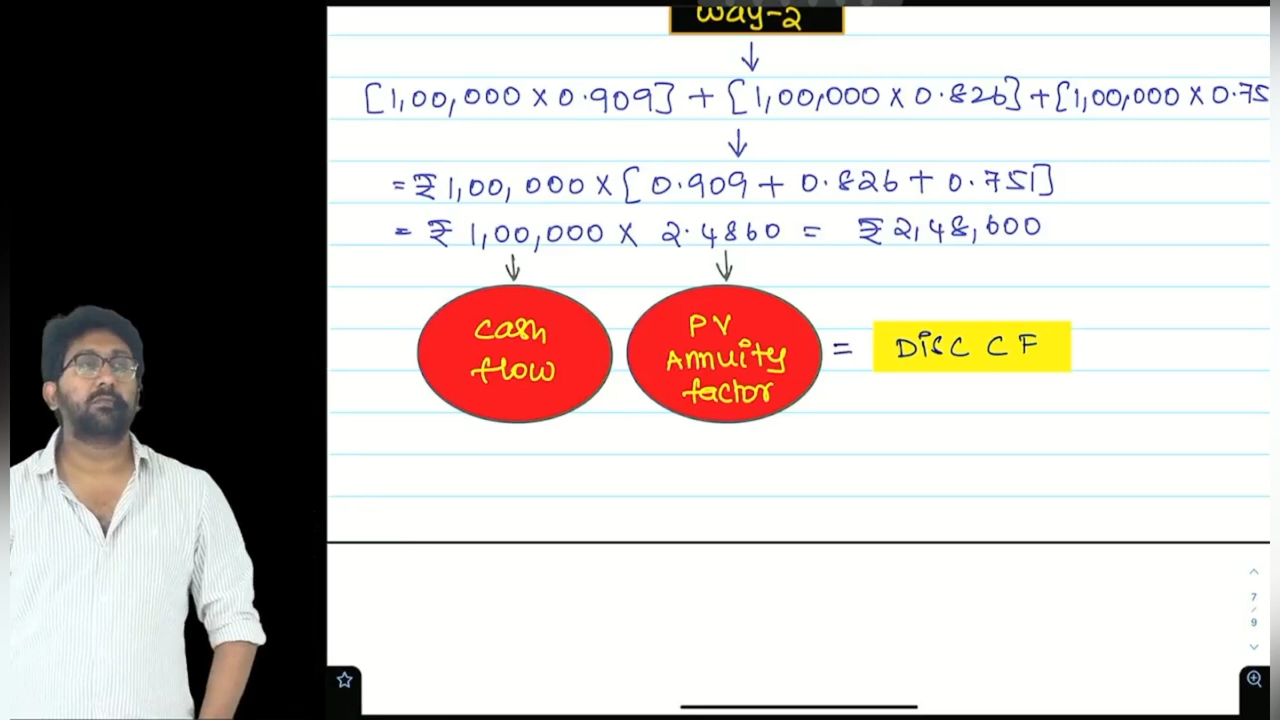 Way-2
[1,00,000 X 0.909] + [1,00,000 X 0.826] + [1,00,000 X 0.75
= ₹ 1,00,000 X [0.909 + 0.826 + 0.751]
= ₹ 1,00,000 X 2.4860 = ₹ 2,48,600
Cash
flow
PV
Annuity
factor
= DISC CF
7
/
9